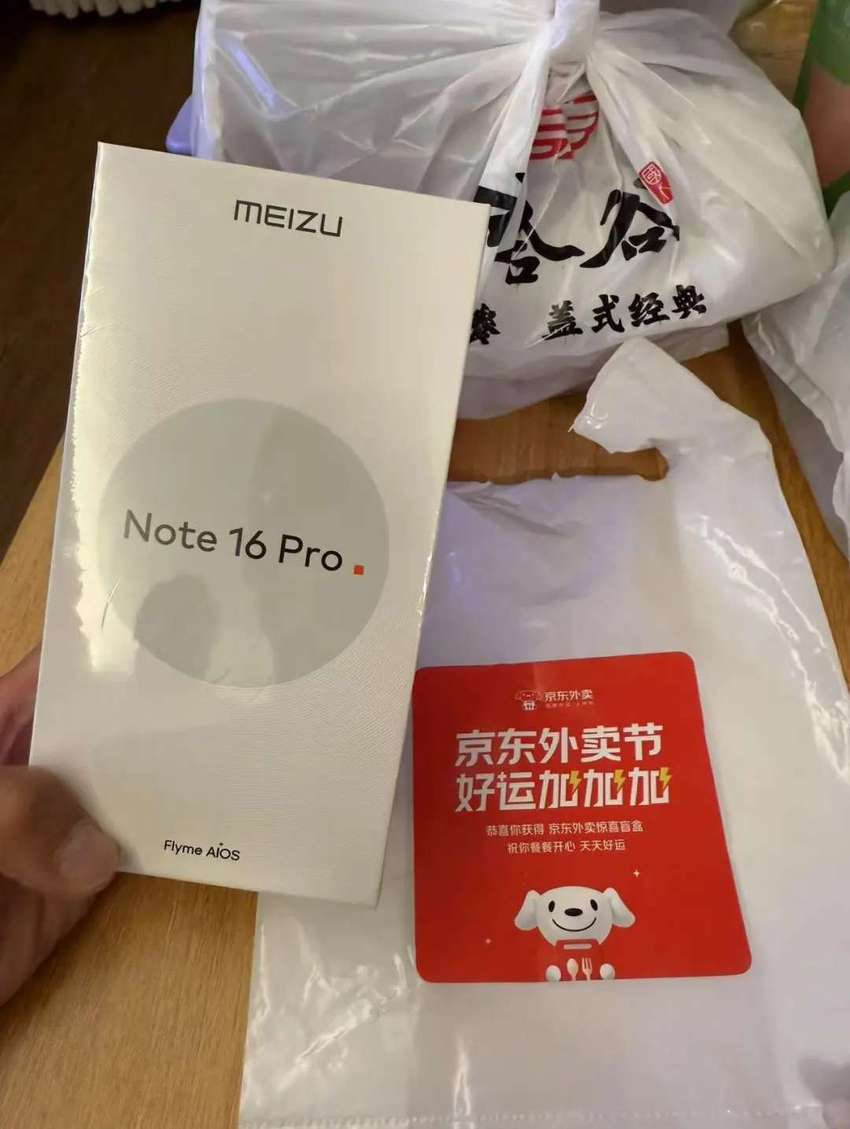 MEIZU
Note 16 Pro
Flyme AIOS
盖式经典
京东外卖
京东外卖节
好运加加加
恭喜你获得 京东外卖惊喜盲盒
祝你餐餐开心 天天好运